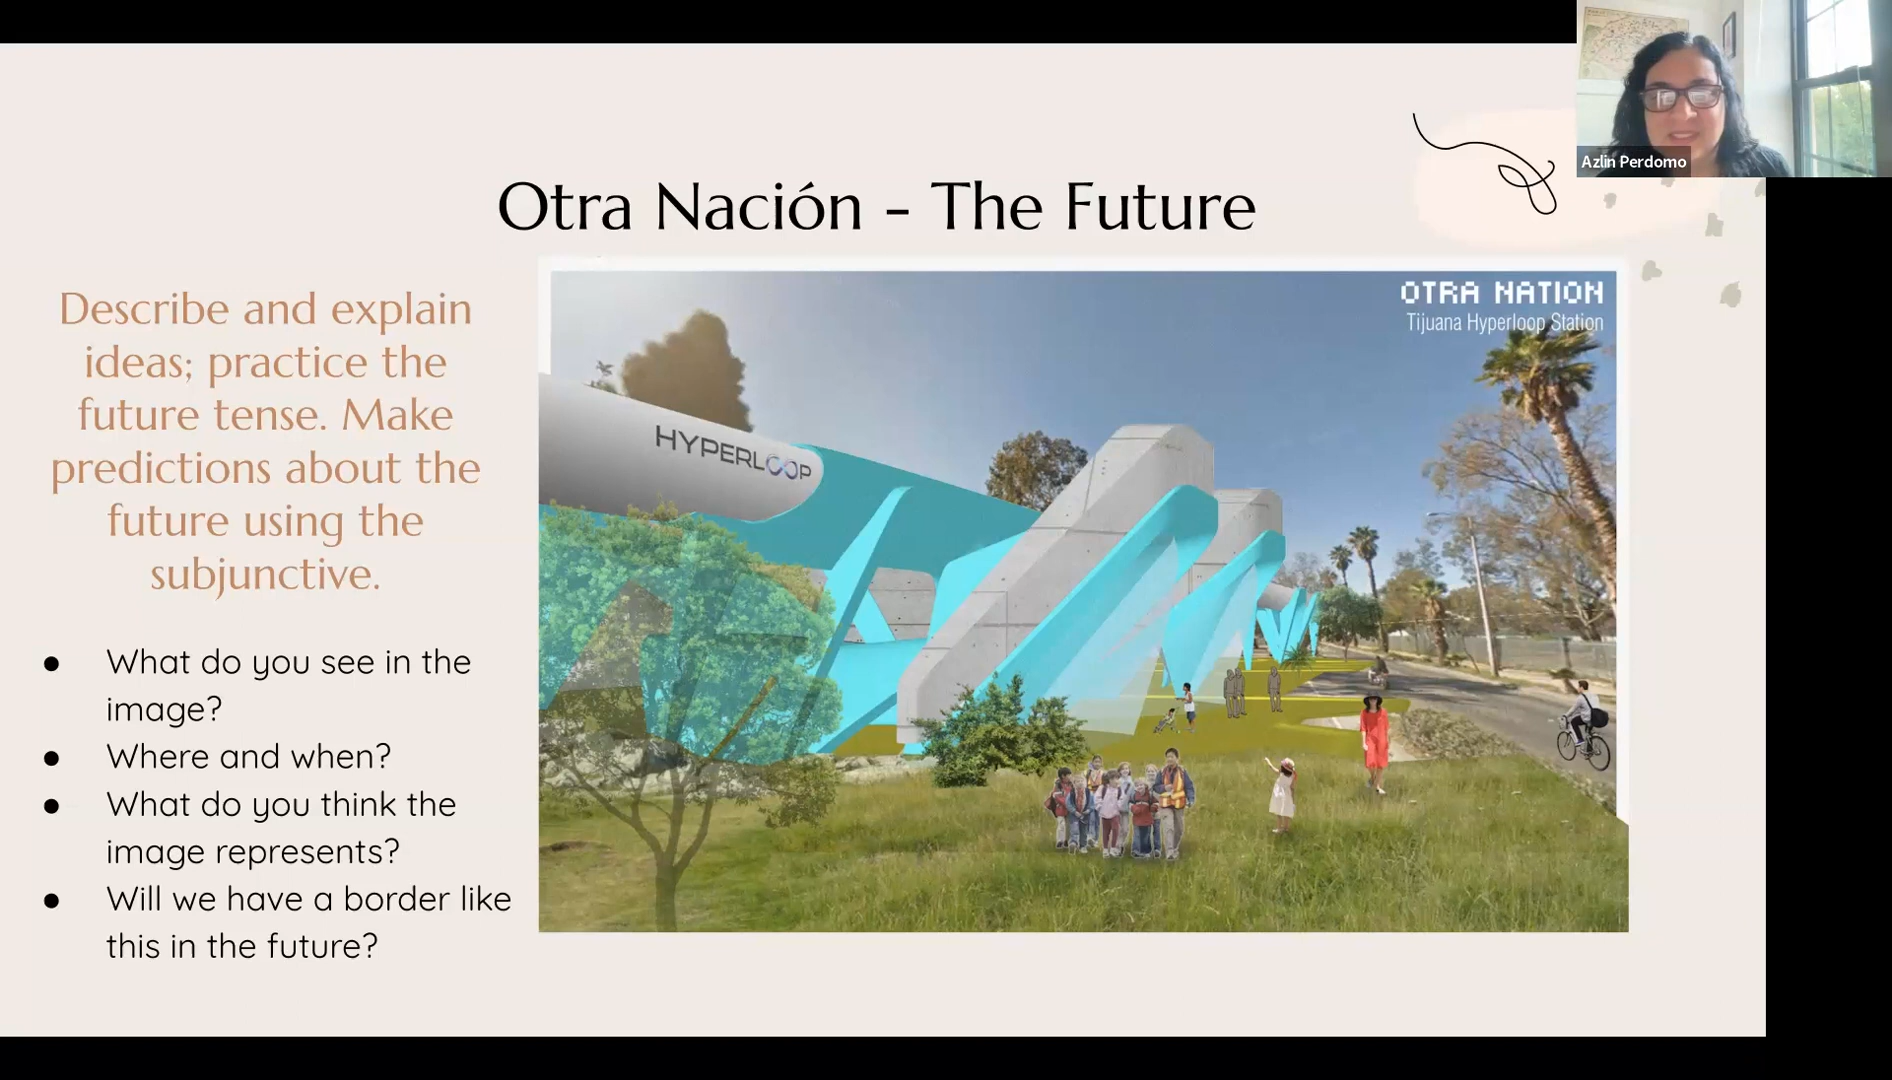 Azlin Perdomo
Otra Nación - The Future
Describe and explain
ideas; practice the
future tense. Make
predictions about the
future using the
subjunctive.
● What do you see in the
image?
● Where and when?
● What do you think the
image represents?
● Will we have a border like
this in the future?
OTRA NATION
Tijuana Hyperloop Station
HYPERLOOP